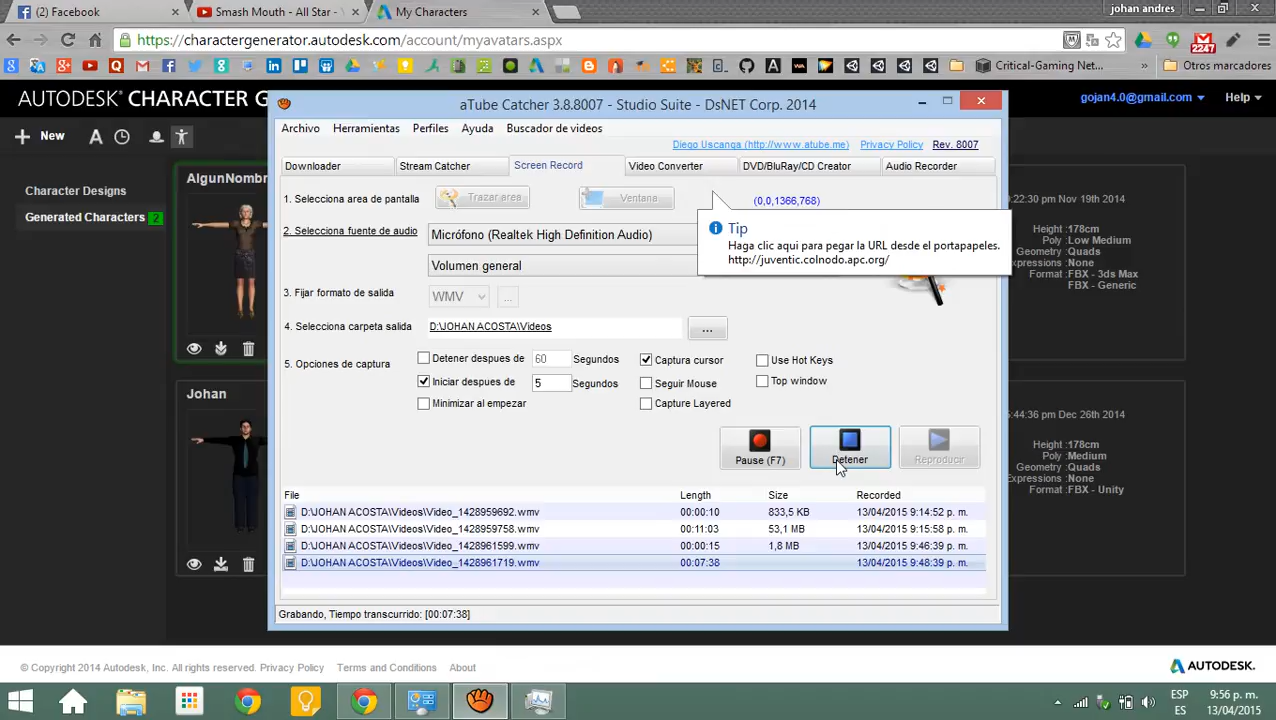 Facebook
Smash Mouth - All Star -
My Characters
johan andres
https://charactergenerator.autodesk.com/account/myavatars.aspx
2247
Critical-Gaming Net...
Otros marcadores
AUTODESK CHARACTER GE
gojan4.0@gmail.com
Help
New
Character Designs
Generated Characters 2
AlgunNombr
Johan
aTube Catcher 3.8.8007 - Studio Suite - DsNET Corp. 2014
Archivo Herramientas Perfiles Ayuda Buscador de videos
Diego Uscanga (http://www.atube.me) Privacy Policy Rev. 8007
Downloader Stream Catcher Screen Record Video Converter DVD/BluRay/CD Creator Audio Recorder
1. Selecciona area de pantalla Trazar area Ventana (0,0,1366,768)
2. Selecciona fuente de audio Micrófono (Realtek High Definition Audio)
Volumen general
Tip
Haga clic aqui para pegar la URL desde el portapapeles.
http://juventic.colnodo.apc.org/
3. Fijar formato de salida WMV ...
4. Selecciona carpeta salida D:\JOHAN ACOSTA\Videos ...
5. Opciones de captura Detener despues de 60 Segundos Captura cursor Use Hot Keys
Iniciar despues de 5 Segundos Seguir Mouse Top window
Minimizar al empezar Capture Layered
Pause (F7) Detener Reproducir
File Length Size Recorded
D:\JOHAN ACOSTA\Videos\Video_1428959692.wmv 00:00:10 833,5 KB 13/04/2015 9:14:52 p. m.
D:\JOHAN ACOSTA\Videos\Video_1428959758.wmv 00:11:03 53,1 MB 13/04/2015 9:15:58 p. m.
D:\JOHAN ACOSTA\Videos\Video_1428961599.wmv 00:00:15 1,8 MB 13/04/2015 9:46:39 p. m.
D:\JOHAN ACOSTA\Videos\Video_1428961719.wmv 00:07:38 13/04/2015 9:48:39 p. m.
Grabando, Tiempo transcurrido: [00:07:38]
0:22:30 pm Nov 19th 2014
Height: 178cm
Poly : Low Medium
Geometry : Quads
Expressions : None
Format : FBX - 3ds Max
FBX - Generic
5:44:36 pm Dec 26th 2014
Height: 178cm
Poly : Medium
Geometry : Quads
Expressions : None
Format : FBX - Unity
© Copyright 2014 Autodesk, Inc. All rights reserved. Privacy Policy Terms and Conditions About
AUTODESK.
ESP
ES
9:56 p. m.
13/04/2015